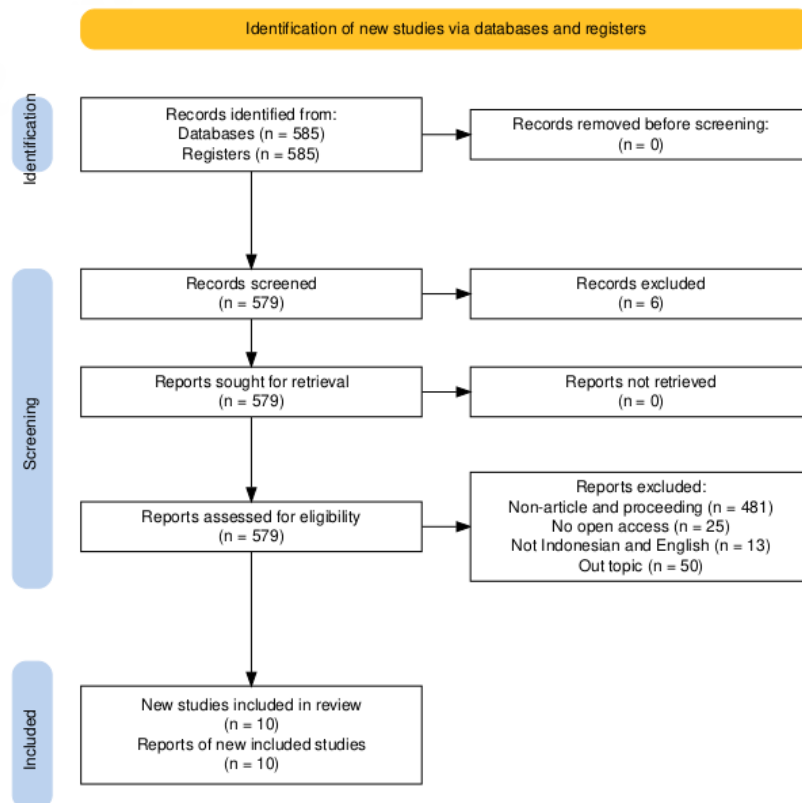 Identification of new studies via databases and registers
Identification
Records identified from:
Databases (n = 585)
Registers (n = 585)
Records removed before screening:
(n = 0)
Screening
Records screened
(n = 579)
Records excluded
(n = 6)
Reports sought for retrieval
(n = 579)
Reports not retrieved
(n = 0)
Reports assessed for eligibility
(n = 579)
Reports excluded:
Non-article and proceeding (n = 481)
No open access (n = 25)
Not Indonesian and English (n = 13)
Out topic (n = 50)
Included
New studies included in review
(n = 10)
Reports of new included studies
(n = 10)